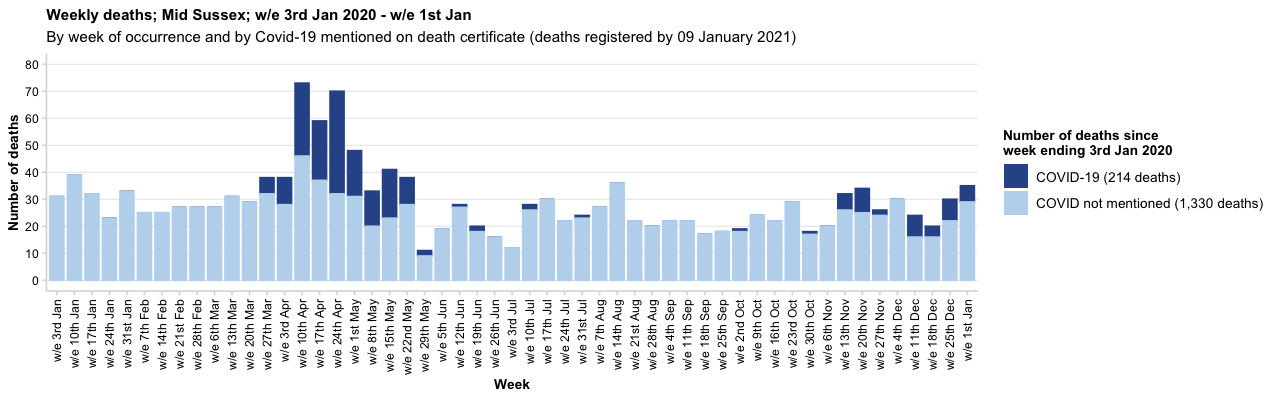 Weekly deaths; Mid Sussex; w/e 3rd Jan 2020 - w/e 1st Jan
By week of occurrence and by Covid-19 mentioned on death certificate (deaths registered by 09 January 2021)
Number of deaths
80
70
60
50
40
30
20
10
0
w/e 3rd Jan
w/e 10th Jan
w/e 17th Jan
w/e 24th Jan
w/e 31st Jan
w/e 7th Feb
w/e 14th Feb
w/e 21st Feb
w/e 28th Feb
w/e 6th Mar
w/e 13th Mar
w/e 20th Mar
w/e 27th Mar
w/e 3rd Apr
w/e 10th Apr
w/e 17th Apr
w/e 24th Apr
w/e 1st May
w/e 8th May
w/e 15th May
w/e 22nd May
w/e 29th May
w/e 5th Jun
w/e 12th Jun
w/e 19th Jun
w/e 26th Jun
w/e 3rd Jul
w/e 10th Jul
w/e 17th Jul
w/e 24th Jul
w/e 31st Jul
w/e 7th Aug
w/e 14th Aug
w/e 21st Aug
w/e 28th Aug
w/e 4th Sep
w/e 11th Sep
w/e 18th Sep
w/e 25th Sep
w/e 2nd Oct
w/e 9th Oct
w/e 16th Oct
w/e 23rd Oct
w/e 30th Oct
w/e 6th Nov
w/e 13th Nov
w/e 20th Nov
w/e 27th Nov
w/e 4th Dec
w/e 11th Dec
w/e 18th Dec
w/e 25th Dec
w/e 1st Jan
Week
Number of deaths since
week ending 3rd Jan 2020
COVID-19 (214 deaths)
COVID not mentioned (1,330 deaths)